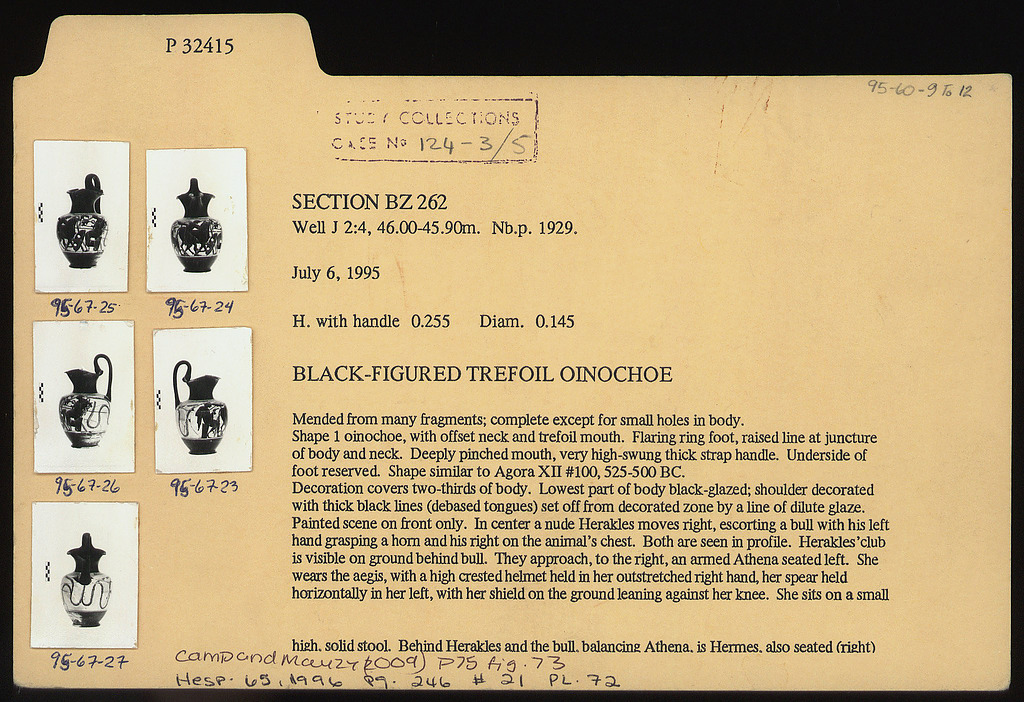 P 32415
95-60-9 To 12
STUDY COLLECTIONS
CASE No 124-3/5
SECTION BZ 262
Well J 2:4, 46.00-45.90m. Nb.p. 1929.
July 6, 1995
H. with handle 0.255 Diam. 0.145
BLACK-FIGURED TREFOIL OINOCHOE
Mended from many fragments; complete except for small holes in body.
Shape 1 oinochoe, with offset neck and trefoil mouth. Flaring ring foot, raised line at juncture
of body and neck. Deeply pinched mouth, very high-swung thick strap handle. Underside of
foot reserved. Shape similar to Agora XII #100, 525-500 BC.
Decoration covers two-thirds of body. Lowest part of body black-glazed; shoulder decorated
with thick black lines (debased tongues) set off from decorated zone by a line of dilute glaze.
Painted scene on front only. In center a nude Herakles moves right, escorting a bull with his left
hand grasping a horn and his right on the animal's chest. Both are seen in profile. Herakles'club
is visible on ground behind bull. They approach, to the right, an armed Athena seated left. She
wears the aegis, with a high crested helmet held in her outstretched right hand, her spear held
horizontally in her left, with her shield on the ground leaning against her knee. She sits on a small
high, solid stool. Behind Herakles and the bull, balancing Athena, is Hermes, also seated (right)
Camp and Mauzy (2009) P75 fig. 73
Hesp. 65, 1996 pg. 246 # 21 PL. 72
95-67-25
95-67-24
95-67-26
95-67-23
95-67-27